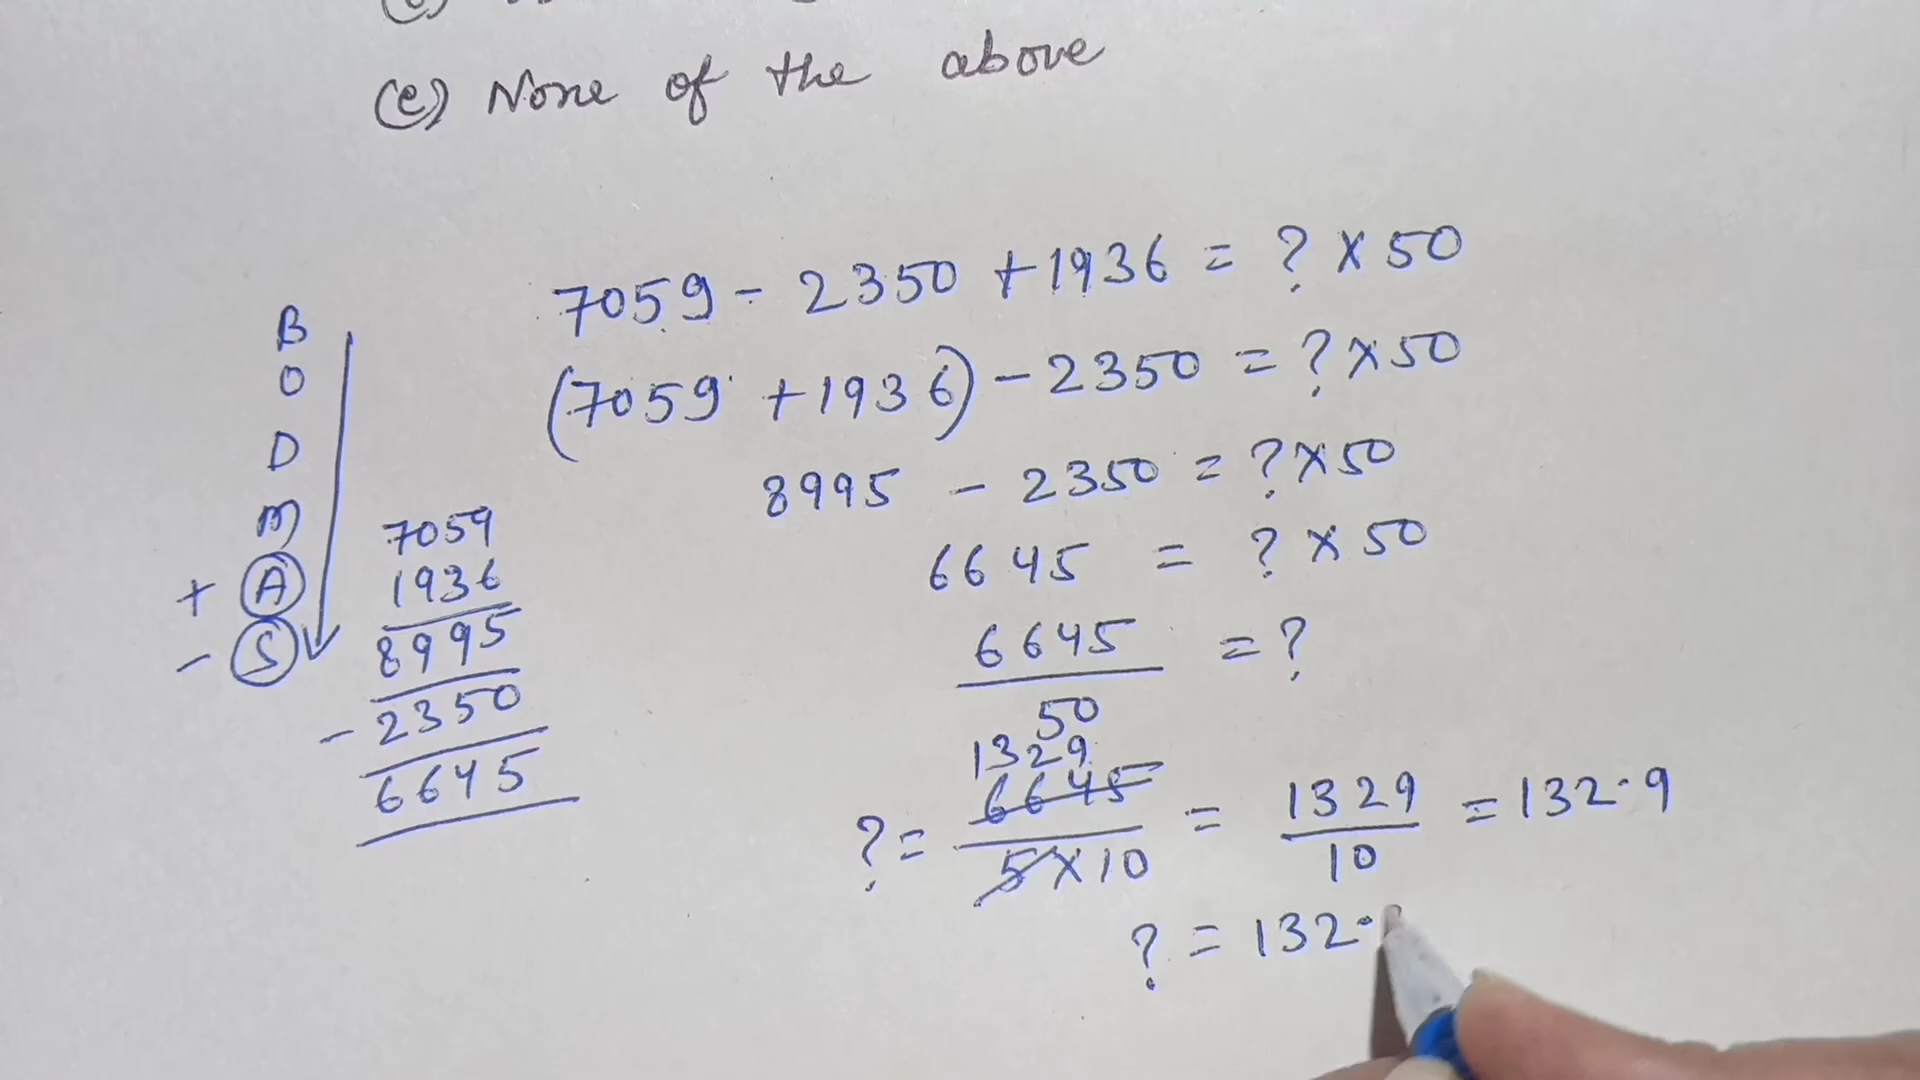 (e) None of the above
7059 - 2350 + 1936 = ? × 50
(7059 + 1936) - 2350 = ? × 50
8995 - 2350 = ? × 50
6645 = ? × 50
6645 = ?
50
1329
? = 6645 = 1329 = 132.9
5 × 10 10
? = 132.
B
O
D
M
+ A
- S
7059
1936
8995
- 2350
6645